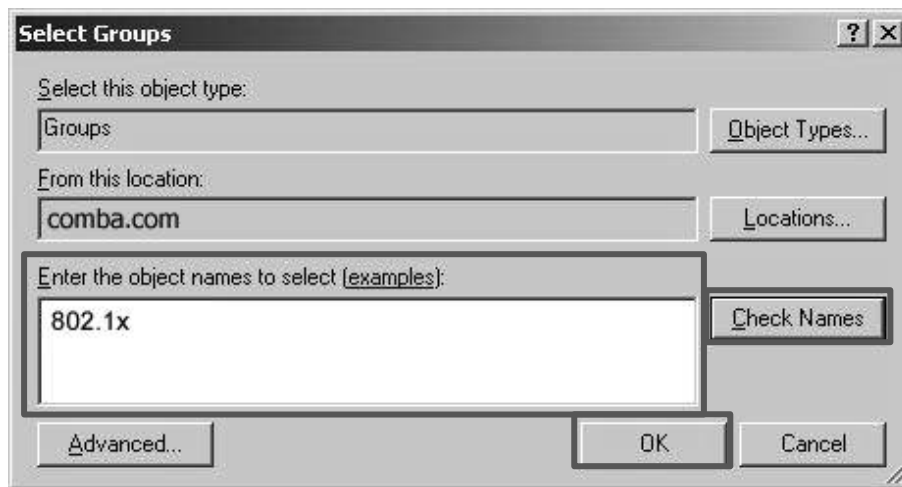 Select Groups
Select this object type:
Groups
Object Types...
From this location:
comba.com
Locations...
Enter the object names to select (examples):
802.1x
Check Names
Advanced...
OK
Cancel